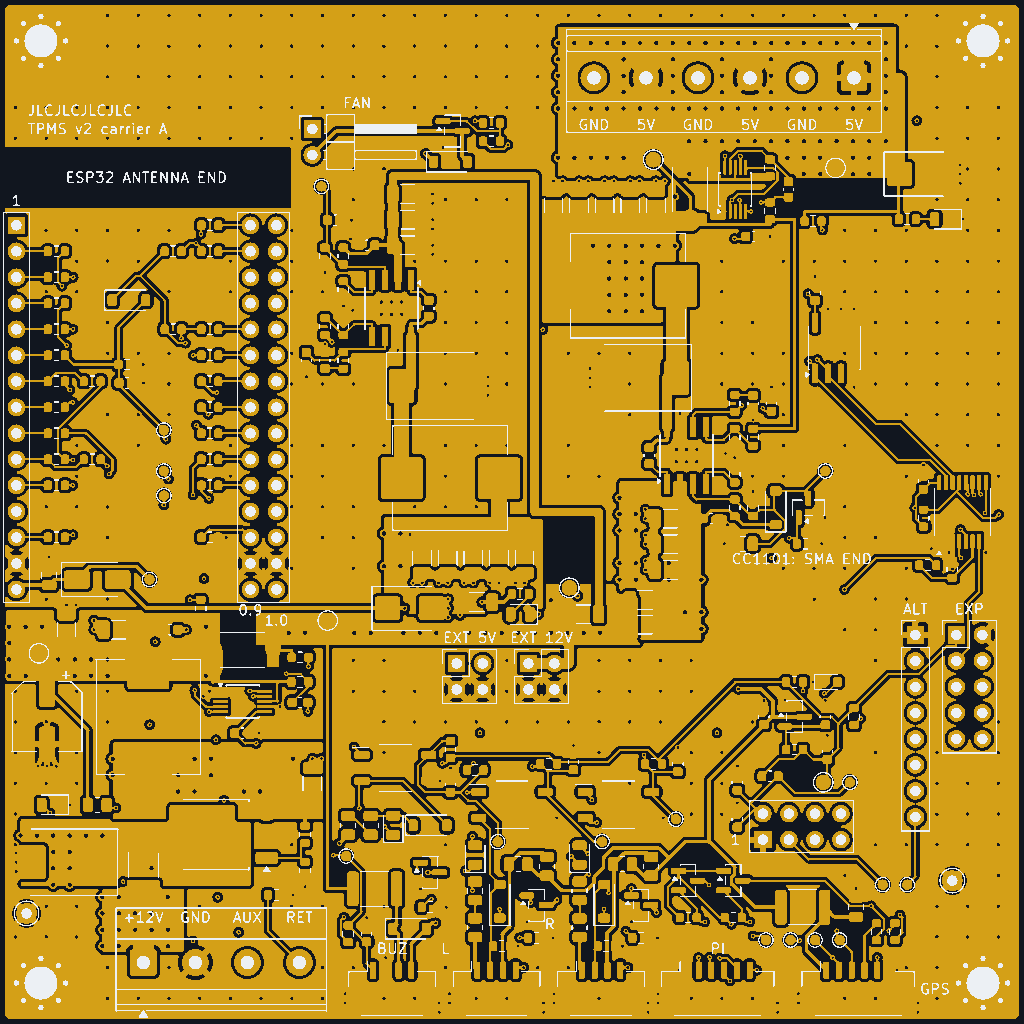 FAN
JLCJLCJLCJLC
TPMS v2 carrier A
GND 5V GND 5V GND 5V
ESP32 ANTENNA END
1
CC1101: SMA END
0.9
1.0
ALT EXP
EXT 5V EXT 12V
+
1
+12V GND AUX RET
R
BUZ L PI
GPS